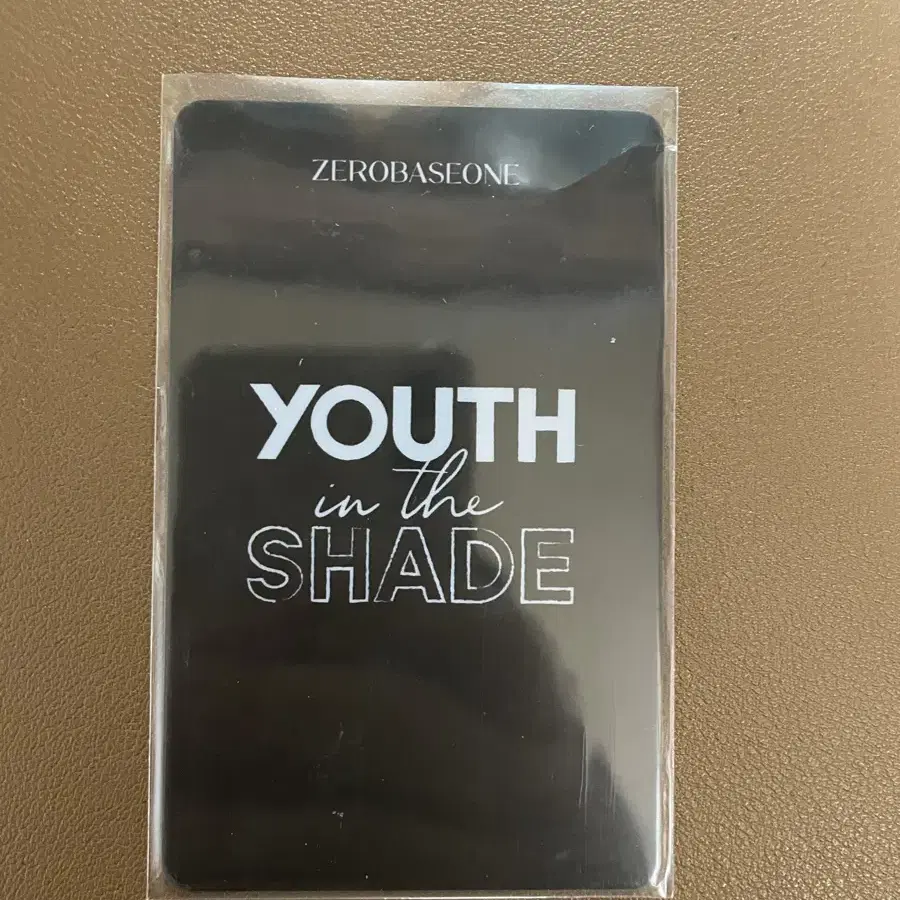 ZEROBASEONE
YOUTH
in the
SHADE